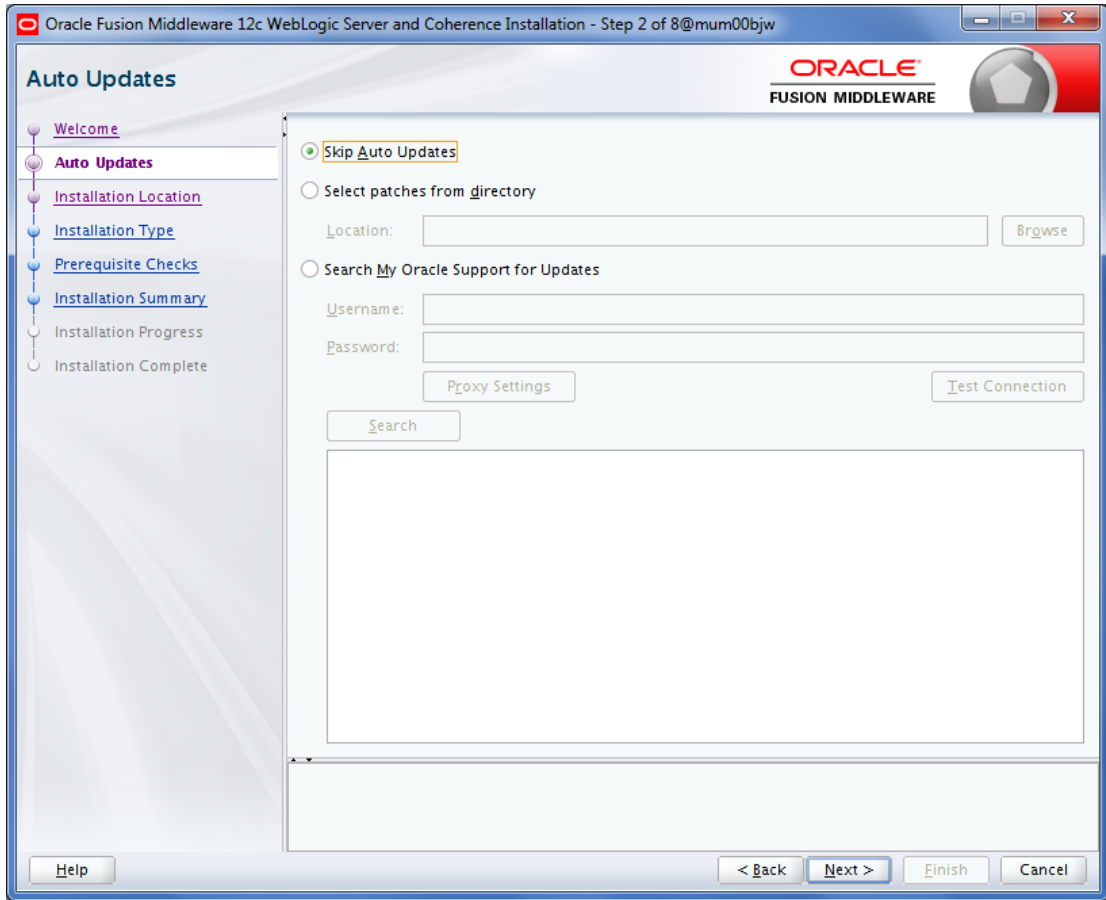 Oracle Fusion Middleware 12c WebLogic Server and Coherence Installation - Step 2 of 8@mum00bjw
Auto Updates
ORACLE
FUSION MIDDLEWARE
Welcome
Auto Updates
Installation Location
Installation Type
Prerequisite Checks
Installation Summary
Installation Progress
Installation Complete
Skip Auto Updates
Select patches from directory
Location:
Browse
Search My Oracle Support for Updates
Username:
Password:
Proxy Settings
Test Connection
Search
Help
< Back
Next >
Finish
Cancel